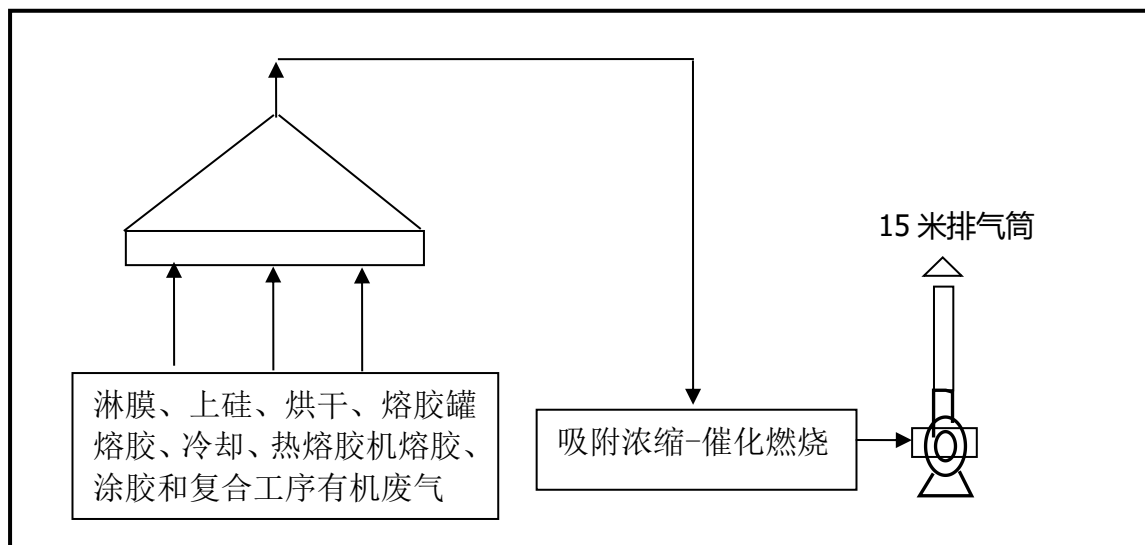 15 米排气筒
淋膜、上硅、烘干、熔胶罐
熔胶、冷却、热熔胶机熔胶、
涂胶和复合工序有机废气
吸附浓缩-催化燃烧